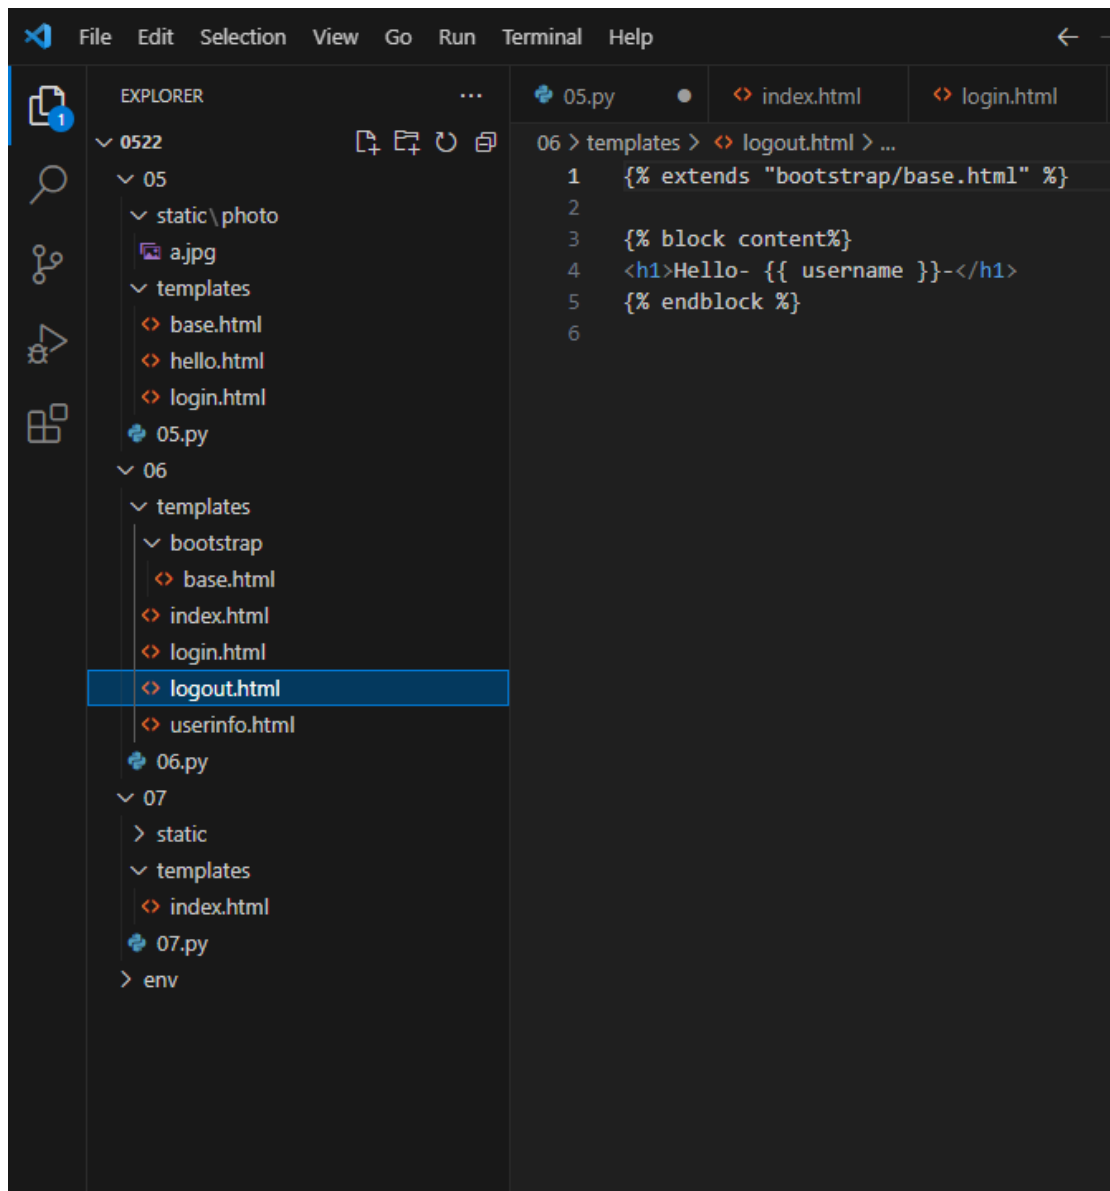 File Edit Selection View Go Run Terminal Help
EXPLORER ...
05.py index.html login.html
0522
06 > templates > logout.html > ...
05
static\photo
a.jpg
templates
base.html
hello.html
login.html
05.py
06
templates
bootstrap
base.html
index.html
login.html
logout.html
userinfo.html
06.py
07
static
templates
index.html
07.py
env
1
1 {% extends "bootstrap/base.html" %}
2
3 {% block content%}
4 <h1>Hello- {{ username }}-</h1>
5 {% endblock %}
6